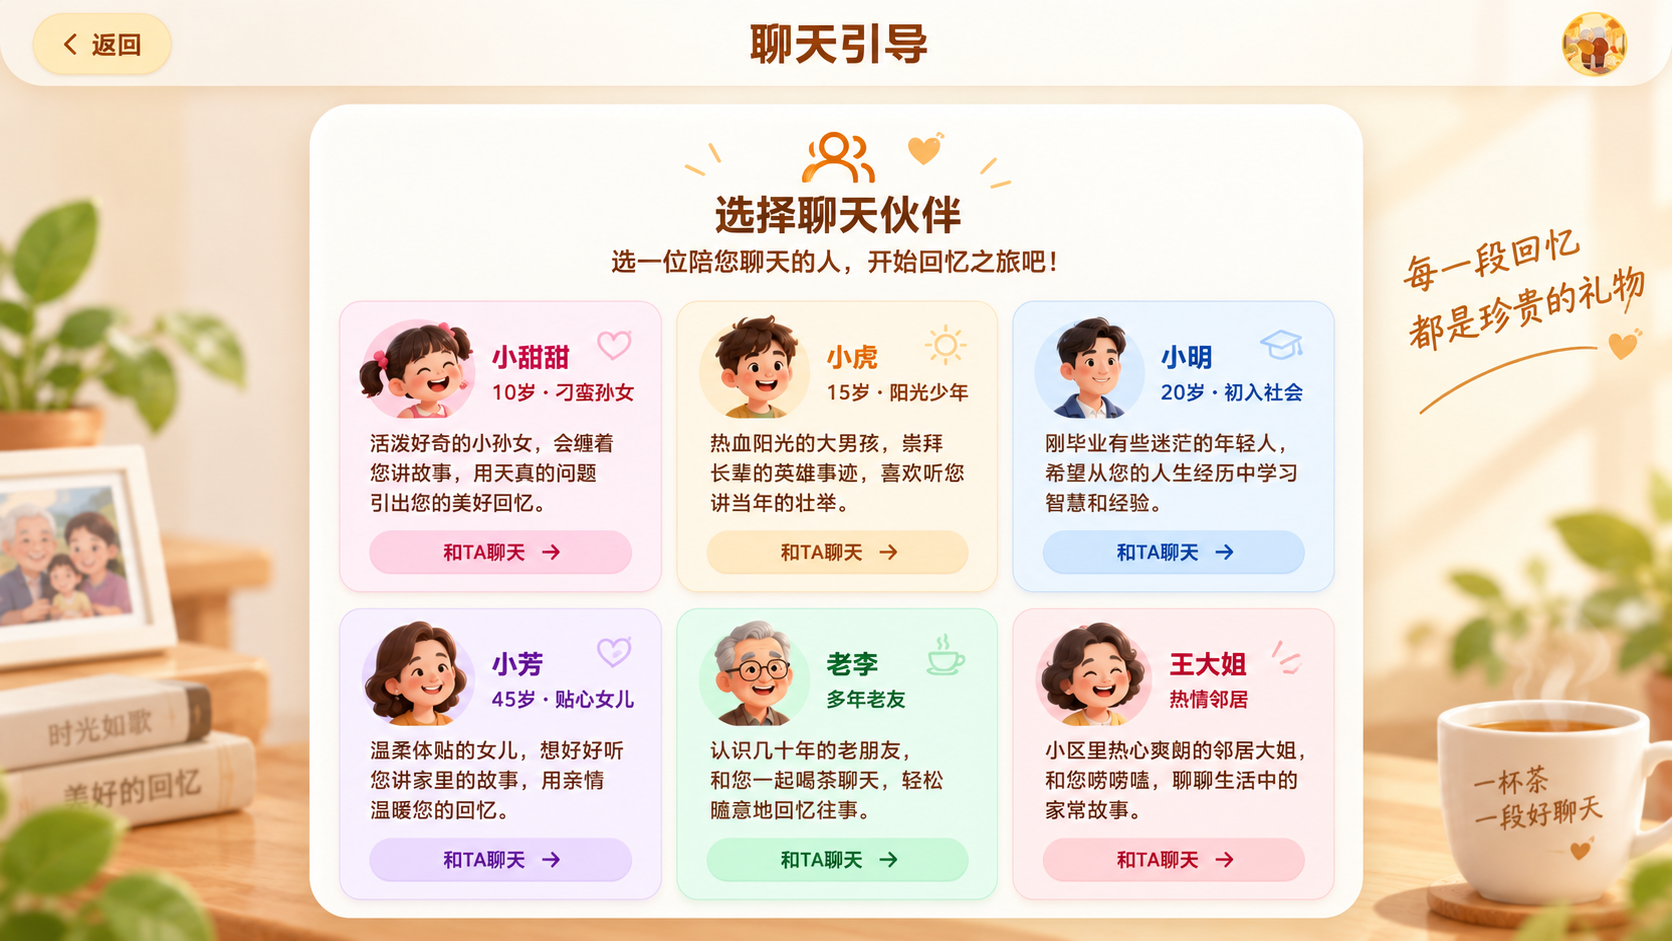 返回
聊天引导
选择聊天伙伴
选一位陪您聊天的人，开始回忆之旅吧！
小甜甜
10岁·刁蛮孙女
活泼好奇的小孙女，会缠着
您讲故事，用天真的问题
引出您的美好回忆。
和TA聊天 →
小虎
15岁·阳光少年
热血阳光的大男孩，崇拜
长辈的英雄事迹，喜欢听您
讲当年的壮举。
和TA聊天 →
小明
20岁·初入社会
刚毕业有些迷茫的年轻人，
希望从您的人生经历中学习
智慧和经验。
和TA聊天 →
小芳
45岁·贴心女儿
温柔体贴的女儿，想好好听
您讲家里的故事，用亲情
温暖您的回忆。
和TA聊天 →
老李
多年老友
认识几十年的老朋友，
和您一起喝茶聊天，轻松
随意地回忆往事。
和TA聊天 →
王大姐
热情邻居
小区里热心爽朗的邻居大姐，
和您唠唠嗑，聊聊生活中的
家常故事。
和TA聊天 →
每一段回忆
都是珍贵的礼物
时光如歌
美好的回忆
一杯茶
一段好聊天